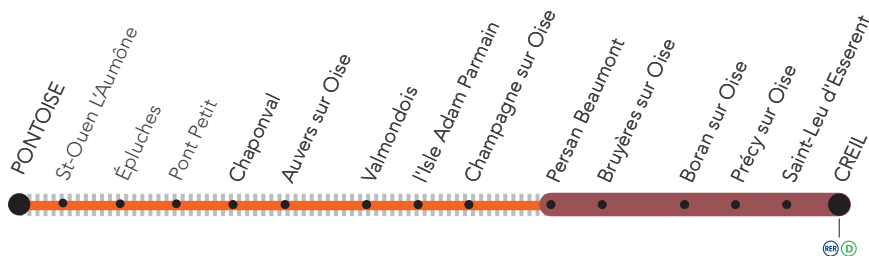 PONTOISE
St-Ouen L'Aumône
Épluches
Pont Petit
Chaponval
Auvers sur Oise
Valmondois
l'Isle Adam Parmain
Champagne sur Oise
Persan Beaumont
Bruyères sur Oise
Boran sur Oise
Précy sur Oise
Saint-Leu d'Esserent
CREIL
RER D